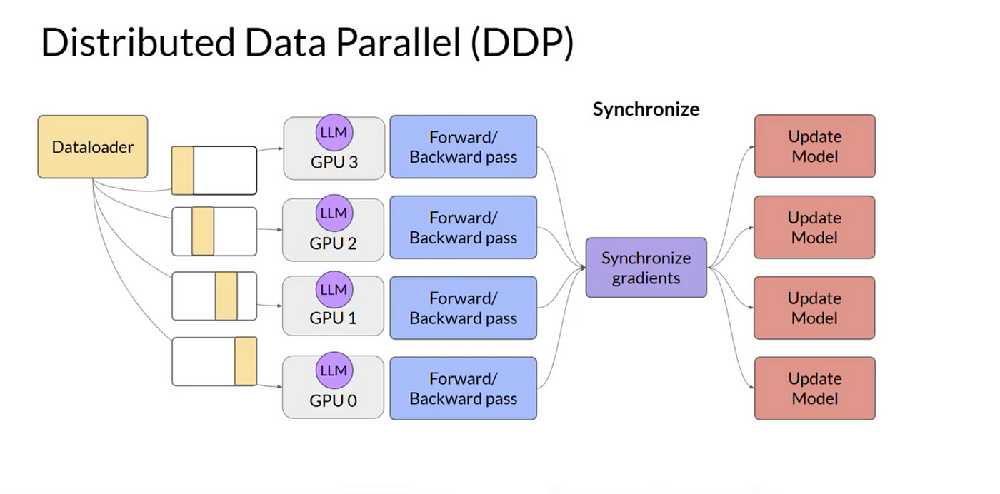 Distributed Data Parallel (DDP)
Synchronize
Dataloader
LLM
GPU 3
Forward/
Backward pass
Update
Model
LLM
GPU 2
Forward/
Backward pass
Update
Model
Synchronize
gradients
LLM
GPU 1
Forward/
Backward pass
Update
Model
LLM
GPU 0
Forward/
Backward pass
Update
Model